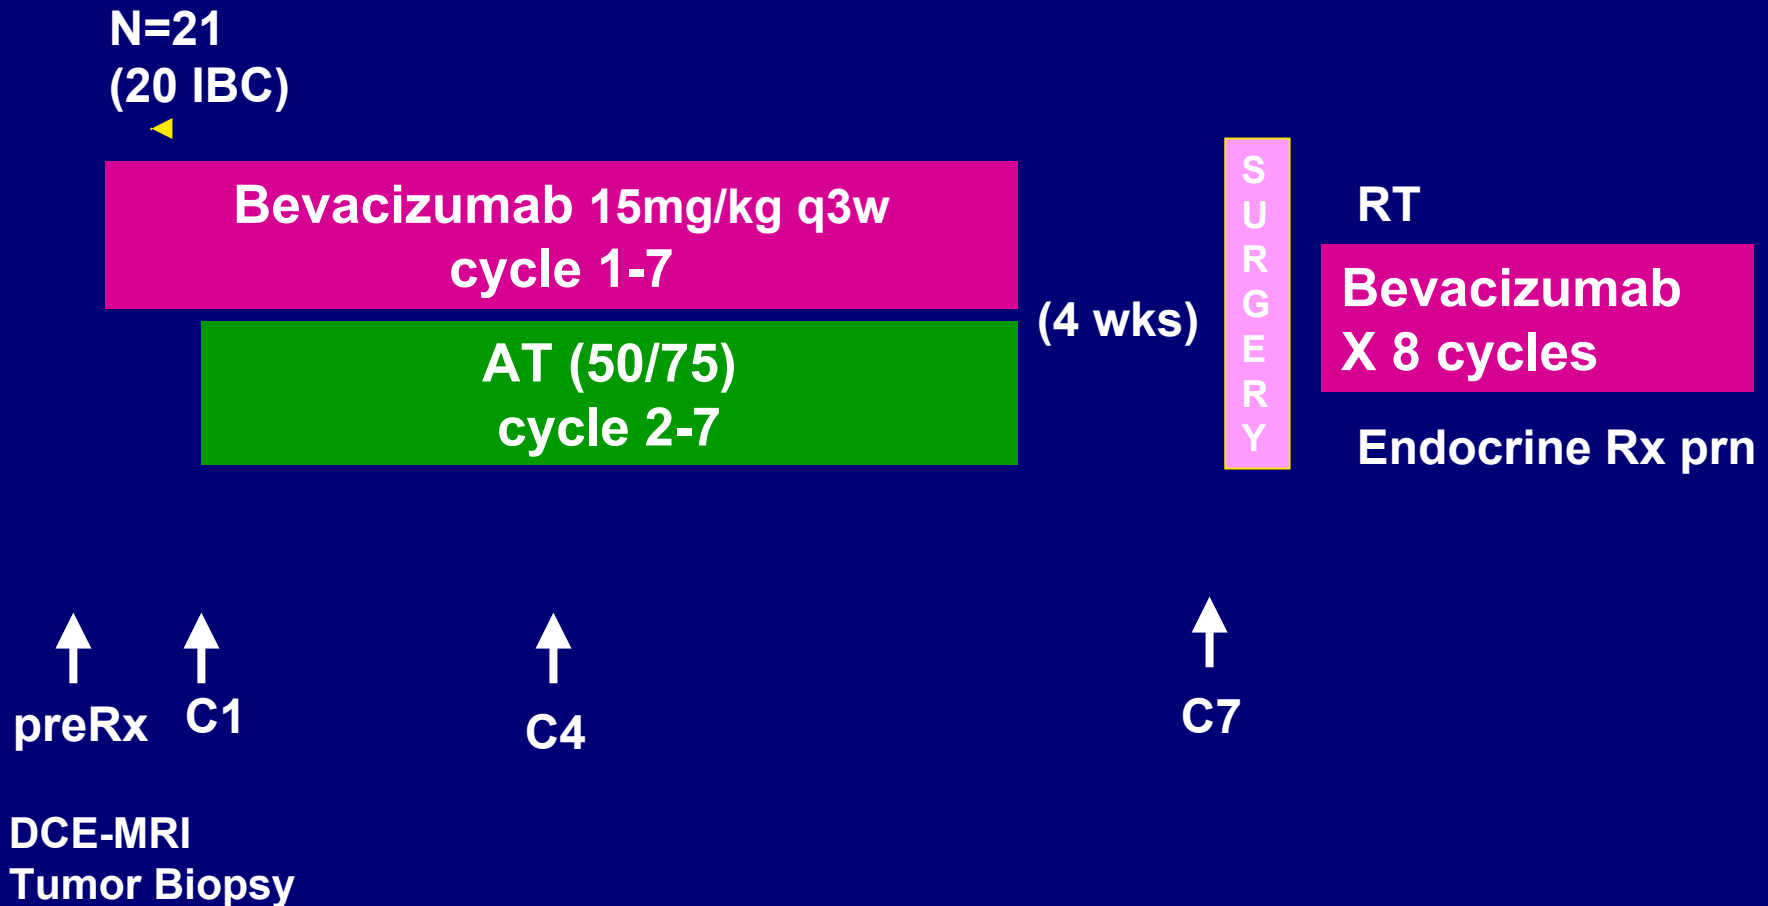 N=21
(20 IBC)
Bevacizumab 15mg/kg q3w
cycle 1-7
AT (50/75)
cycle 2-7
(4 wks)
SURGERY
RT
Bevacizumab
X 8 cycles
Endocrine Rx prn
preRx
C1
C4
C7
DCE-MRI
Tumor Biopsy